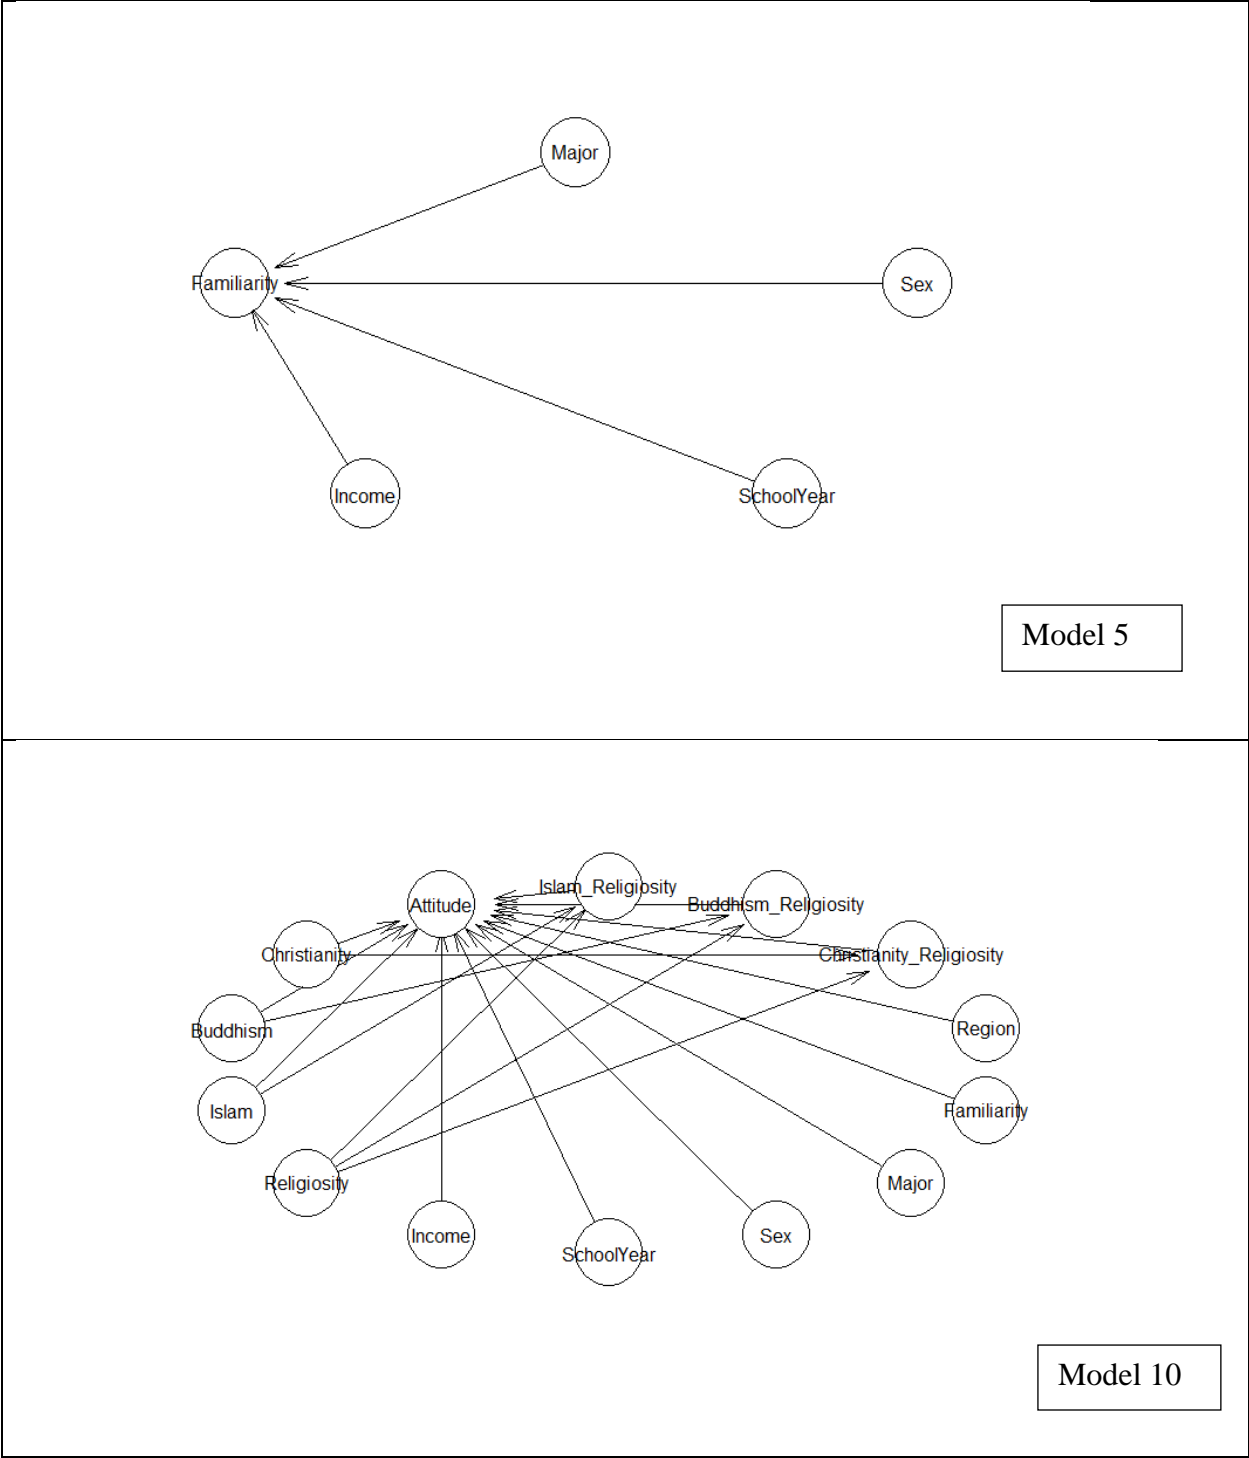 Major
Familiarity
Sex
Income
SchoolYear
Model 5
Islam_Religiosity
Attitude
Buddhism_Religiosity
Christianity
Christianity_Religiosity
Buddhism
Region
Islam
Familiarity
Religiosity
Major
Income
Sex
SchoolYear
Model 10